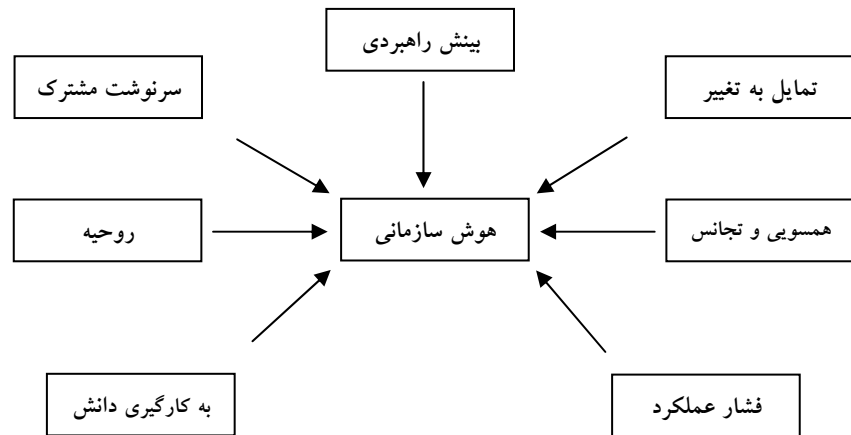 بینش راهبردی
تمایل به تغییر
سرنوشت مشترک
همسویی و تجانس
هوش سازمانی
روحیه
فشار عملکرد
به کارگیری دانش